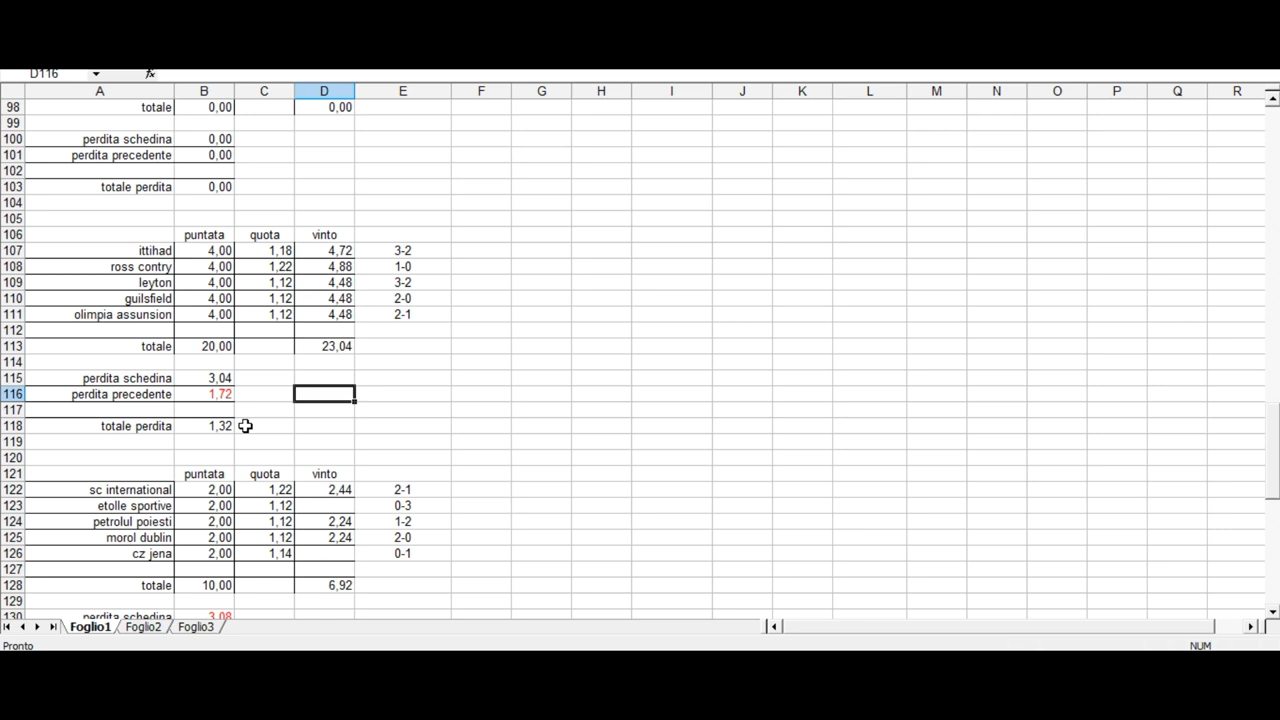 D116 fx
A B C D E F G H I J K L M N O P Q R
98 totale 0,00 0,00
99
100 perdita schedina 0,00
101 perdita precedente 0,00
102
103 totale perdita 0,00
104
105
106 puntata quota vinto
107 ittihad 4,00 1,18 4,72 3-2
108 ross contry 4,00 1,22 4,88 1-0
109 leyton 4,00 1,12 4,48 3-2
110 guilsfield 4,00 1,12 4,48 2-0
111 olimpia assunsion 4,00 1,12 4,48 2-1
112
113 totale 20,00 23,04
114
115 perdita schedina 3,04
116 perdita precedente 1,72
117
118 totale perdita 1,32
119
120
121 puntata quota vinto
122 sc international 2,00 1,22 2,44 2-1
123 etolle sportive 2,00 1,12 0-3
124 petrolul poiesti 2,00 1,12 2,24 1-2
125 morol dublin 2,00 1,12 2,24 2-0
126 cz jena 2,00 1,14 0-1
127
128 totale 10,00 6,92
129
130 perdita schedina 3,08
Foglio1 Foglio2 Foglio3
Pronto NUM